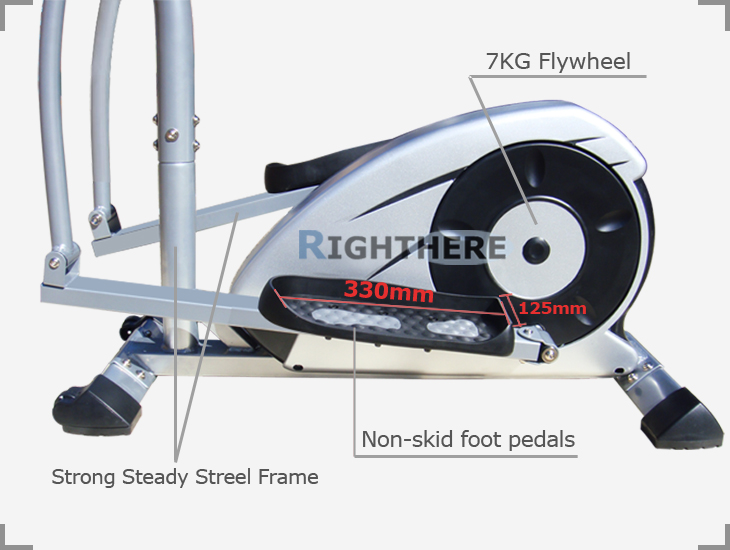 7KG Flywheel
RIGHTHERE
330mm
125mm
Non-skid foot pedals
Strong Steady Streel Frame